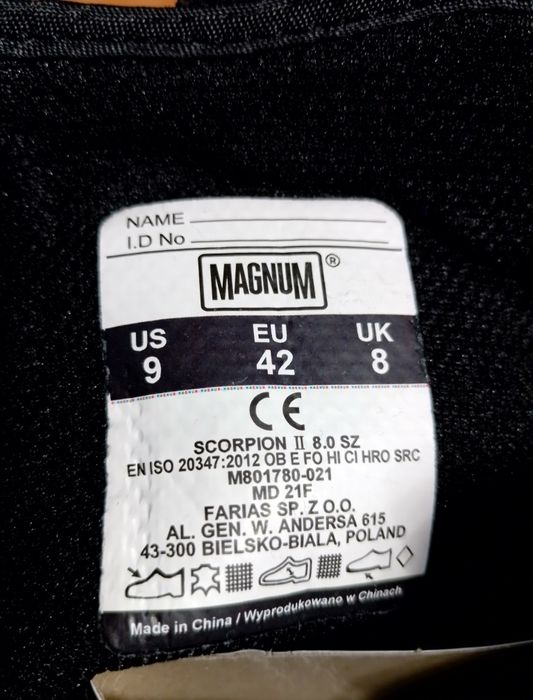 NAME
I.D No
MAGNUM®
US EU UK
9 42 8
CE
SCORPION II 8.0 SZ
EN ISO 20347:2012 OB E FO HI CI HRO SRC
M801780-021
MD 21F
FARIAS SP. Z O.O.
AL. GEN. W. ANDERSA 615
43-300 BIELSKO-BIALA, POLAND
Made in China / Wyprodukowano w Chinach